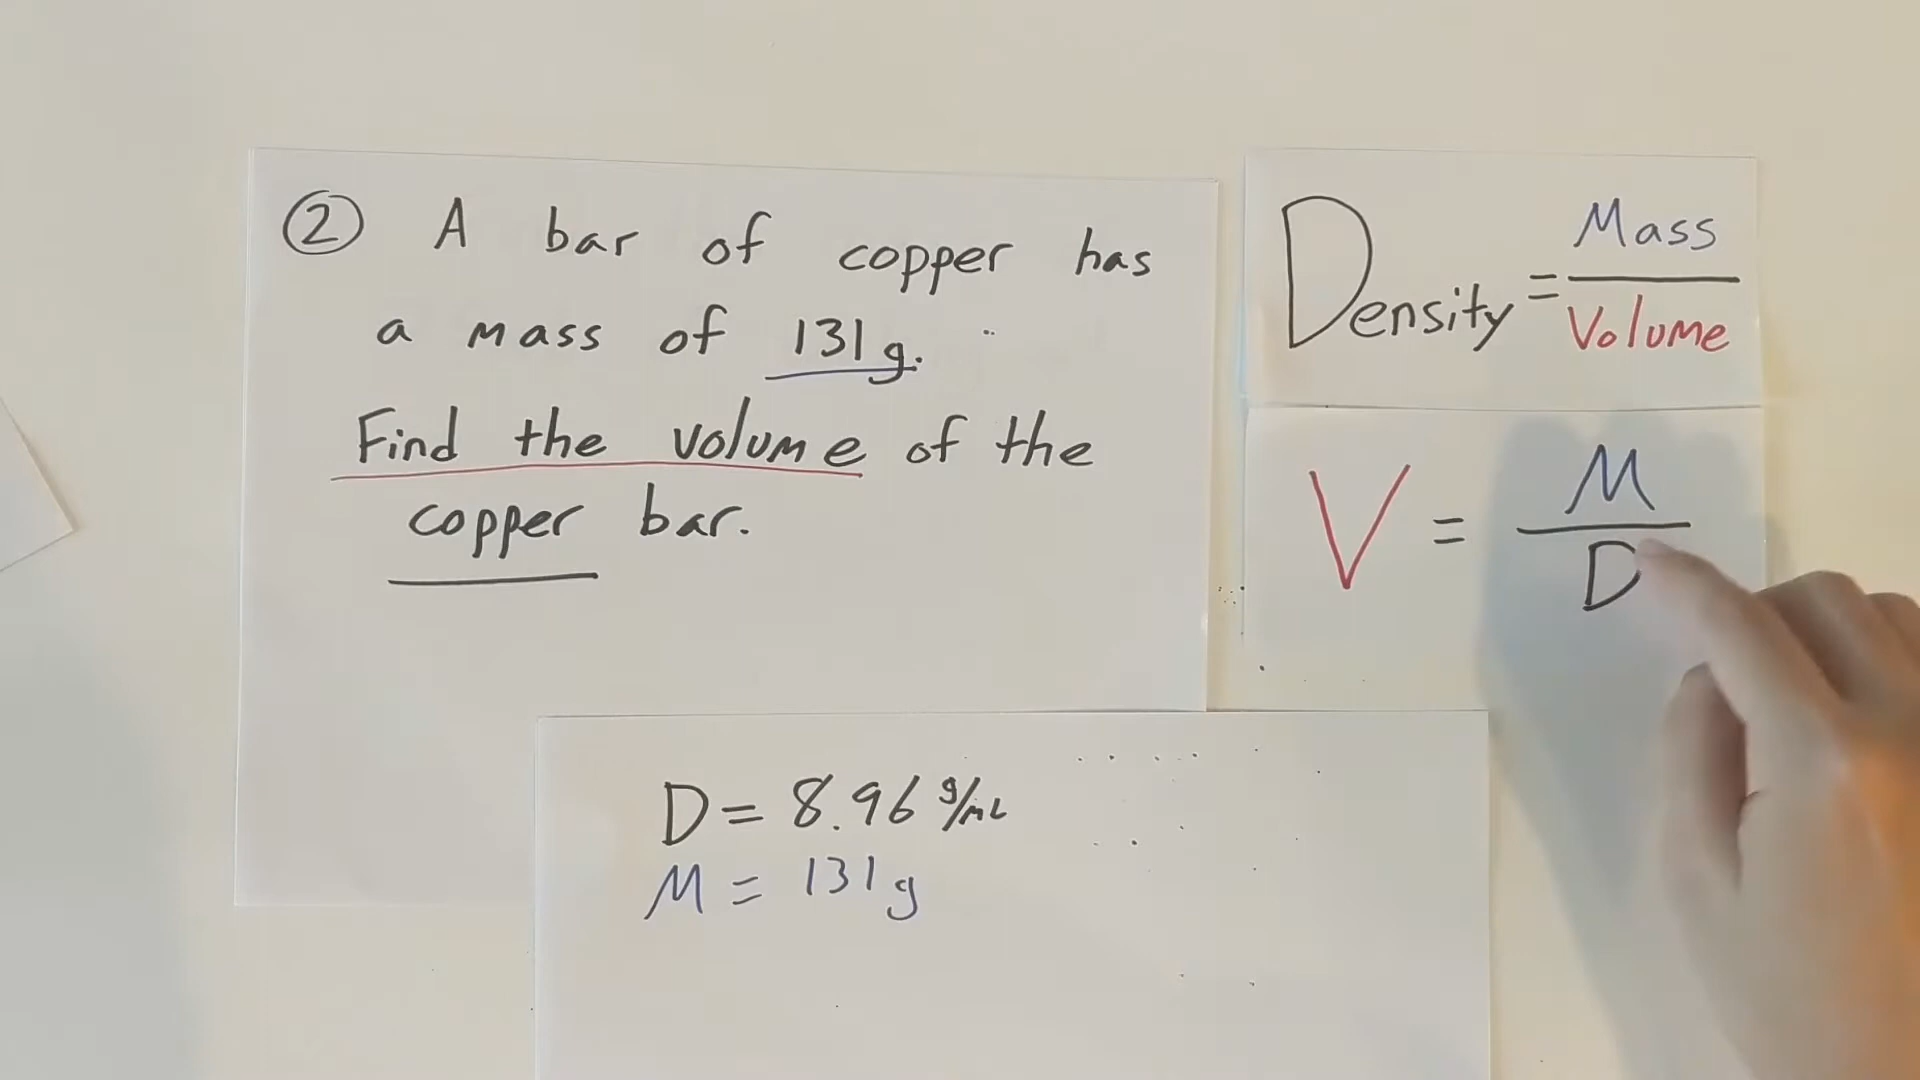 ② A bar of copper has
a mass of 131g.
Find the volume of the
copper bar.
Density = Mass
Volume
V = M
D
D = 8.96 g/mL
M = 131g